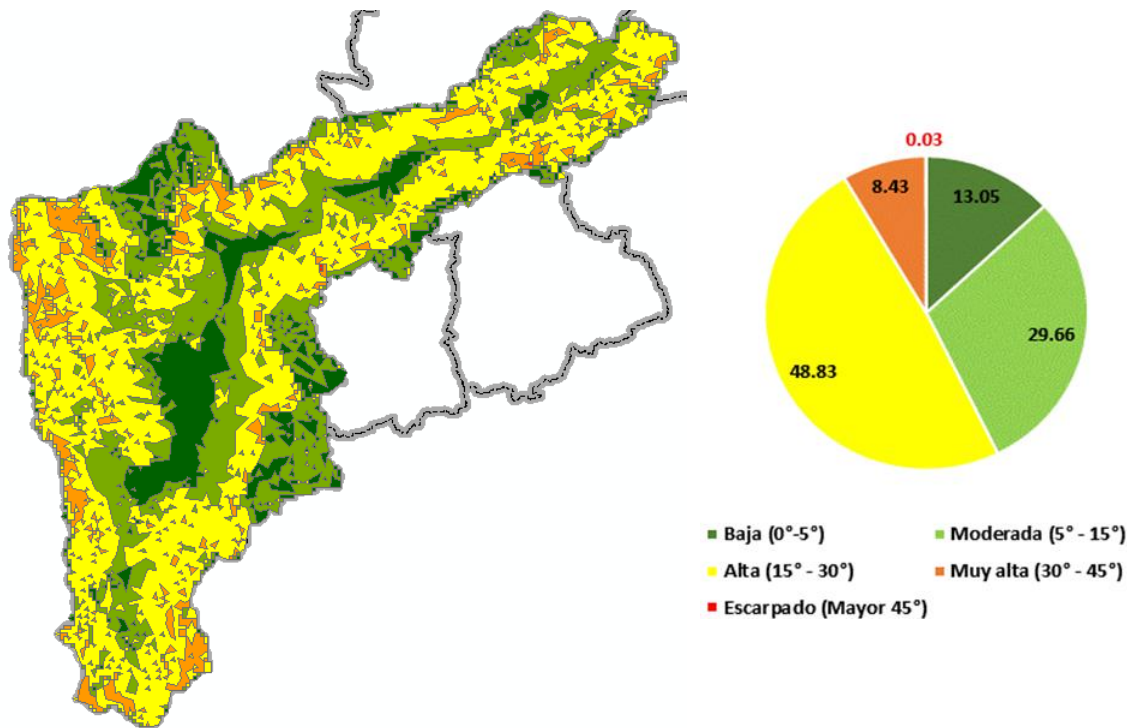 0.03
8.43
13.05
29.66
48.83
Baja (0°-5°)
Moderada (5° - 15°)
Alta (15° - 30°)
Muy alta (30° - 45°)
Escarpado (Mayor 45°)